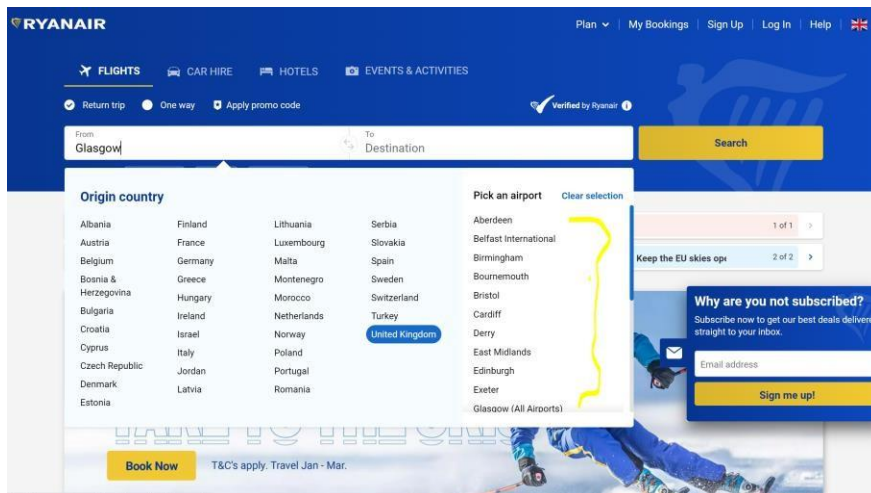 RYANAIR
Plan
My Bookings
Sign Up
Log In
Help
FLIGHTS
CAR HIRE
HOTELS
EVENTS & ACTIVITIES
Return trip
One way
Apply promo code
Verified by Ryanair
From
Glasgow
To
Destination
Search
Origin country
Albania
Austria
Belgium
Bosnia &
Herzegovina
Bulgaria
Croatia
Cyprus
Czech Republic
Denmark
Estonia
Finland
France
Germany
Greece
Hungary
Ireland
Israel
Italy
Jordan
Latvia
Lithuania
Luxembourg
Malta
Montenegro
Morocco
Netherlands
Norway
Poland
Portugal
Romania
Serbia
Slovakia
Spain
Sweden
Switzerland
Turkey
United Kingdom
Pick an airport
Clear selection
Aberdeen
Belfast International
Birmingham
Bournemouth
Bristol
Cardiff
Derry
East Midlands
Edinburgh
Exeter
Glasgow (All Airports)
1 of 1
Keep the EU skies
2 of 2
Why are you not subscribed?
Subscribe now to get our best deals
straight to your inbox.
Email address
Sign me up!
Book Now
T&C's apply. Travel Jan - Mar.